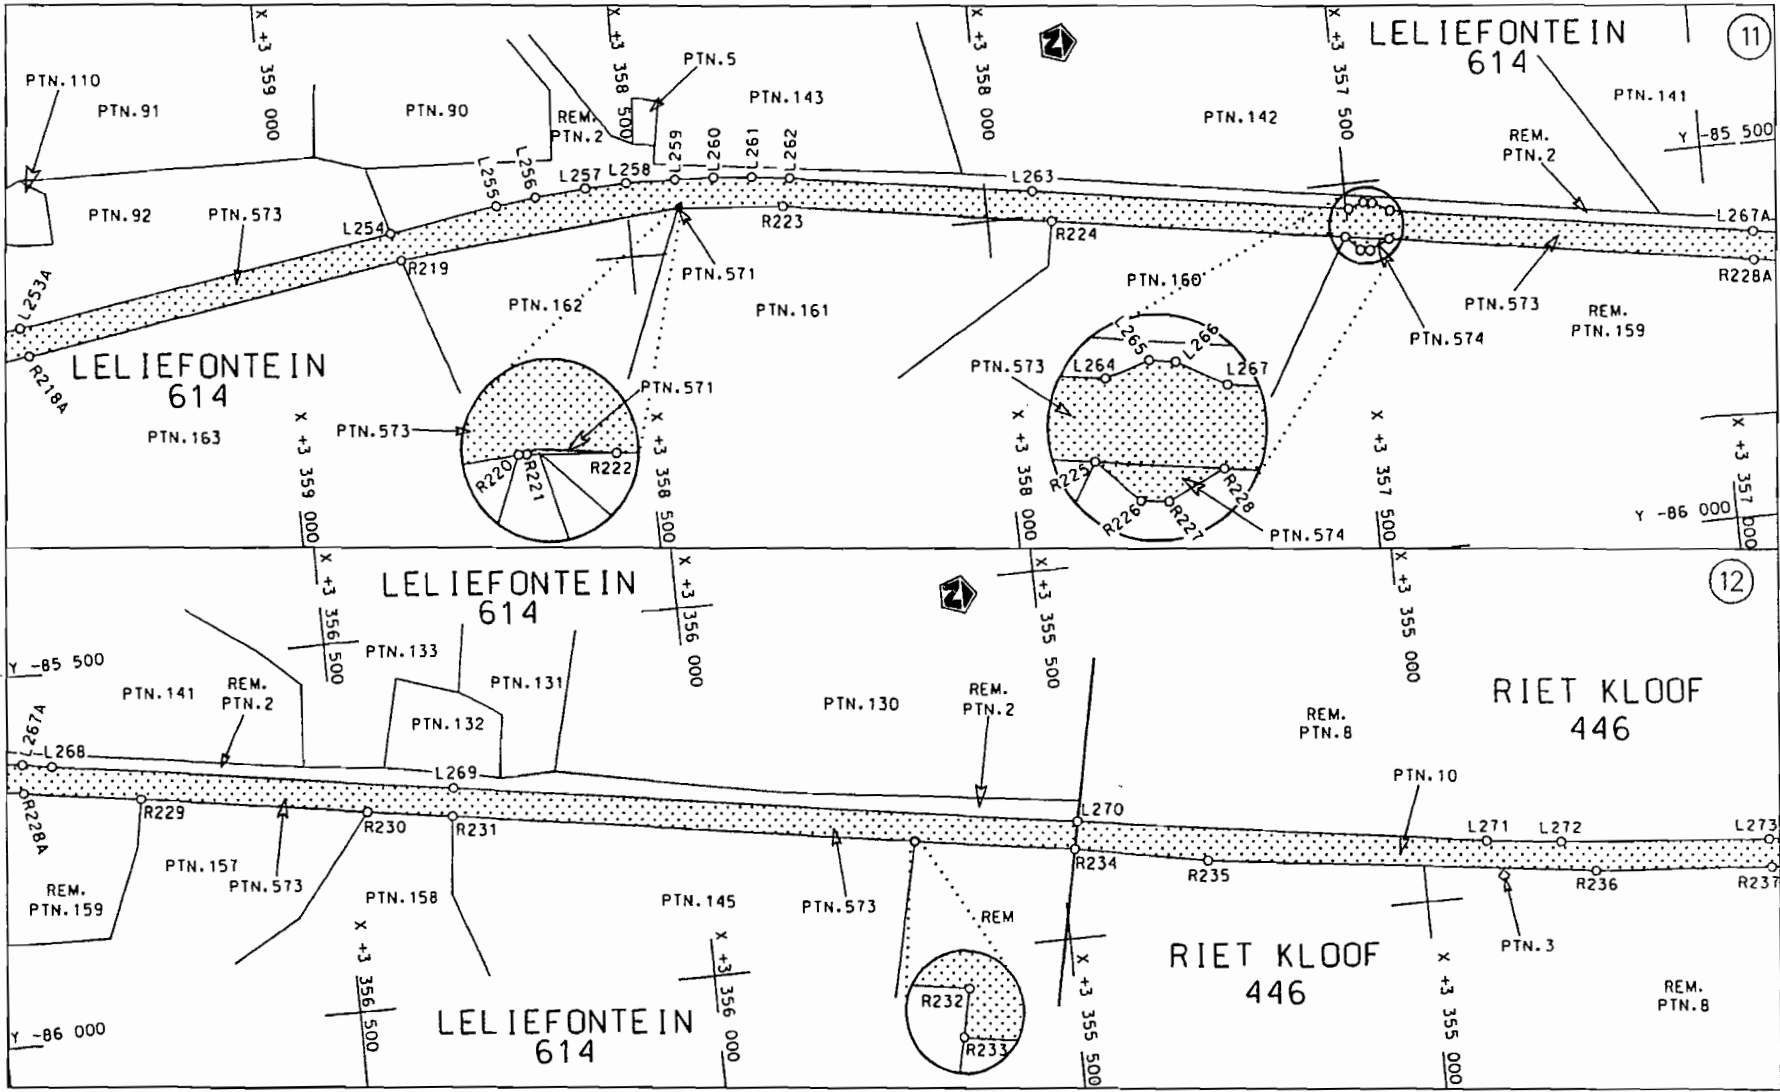 LELIEFONTEIN
614
11
X +3 359 000
X +3 358 500
X +3 358 000
X +3 357 500
PTN.110
PTN.91
PTN.90
REM.
PTN.2
PTN.5
PTN.143
PTN.142
PTN.141
REM.
PTN.2
Y -85 500
PTN.92
PTN.573
L253A
L254
L255
L256
L257
L258
L259
L260
L261
L262
L263
L267A
R218A
R219
R223
R224
R228A
PTN.571
PTN.162
PTN.161
PTN.160
PTN.573
PTN.574
REM.
PTN.159
LELIEFONTEIN
614
PTN.163
PTN.573
PTN.571
R220
R221
R222
PTN.573
L264
L265
L266
L267
R225
R226
R227
R228
PTN.574
X +3 359 000
X +3 358 500
X +3 358 000
X +3 357 500
X +3 357 000
Y -86 000
N
12
LELIEFONTEIN
614
N
X +3 356 500
X +3 356 000
X +3 355 500
X +3 355 000
Y -85 500
PTN.141
REM.
PTN.2
PTN.133
PTN.132
PTN.131
PTN.130
REM.
PTN.2
REM.
PTN.8
RIET KLOOF
446
PTN.10
L267A
L268
L269
L270
L271
L272
L273
R228A
R229
R230
R231
R234
R235
R236
R237
REM.
PTN.159
PTN.157
PTN.573
PTN.158
PTN.145
PTN.573
REM
R232
R233
PTN.3
RIET KLOOF
446
REM.
PTN.8
LELIEFONTEIN
614
Y -86 000
X +3 356 500
X +3 356 000
X +3 355 500
X +3 355 000
N